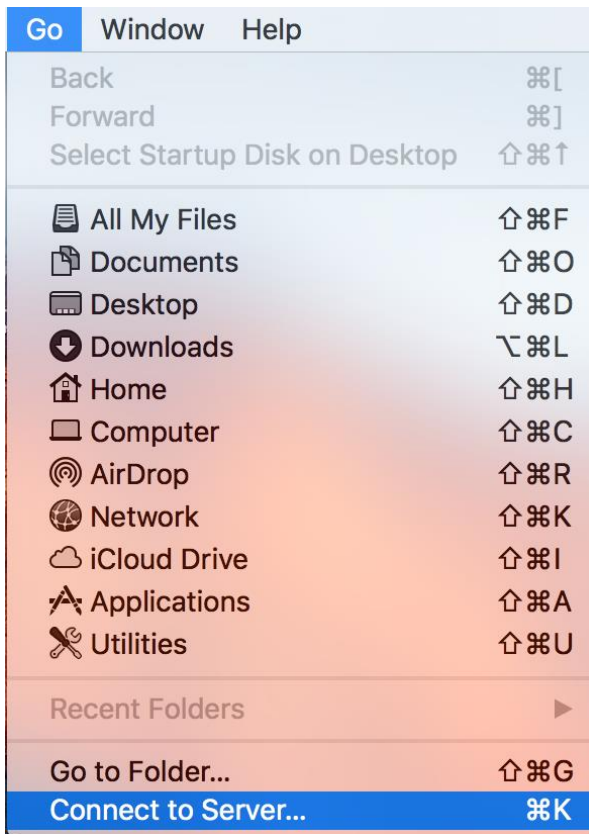 Go Window Help
Back ⌘[
Forward ⌘]
Select Startup Disk on Desktop ⇧⌘↑
All My Files ⇧⌘F
Documents ⇧⌘O
Desktop ⇧⌘D
Downloads ⌥⌘L
Home ⇧⌘H
Computer ⇧⌘C
AirDrop ⇧⌘R
Network ⇧⌘K
iCloud Drive ⇧⌘I
Applications ⇧⌘A
Utilities ⇧⌘U
Recent Folders ▶
Go to Folder... ⇧⌘G
Connect to Server... ⌘K